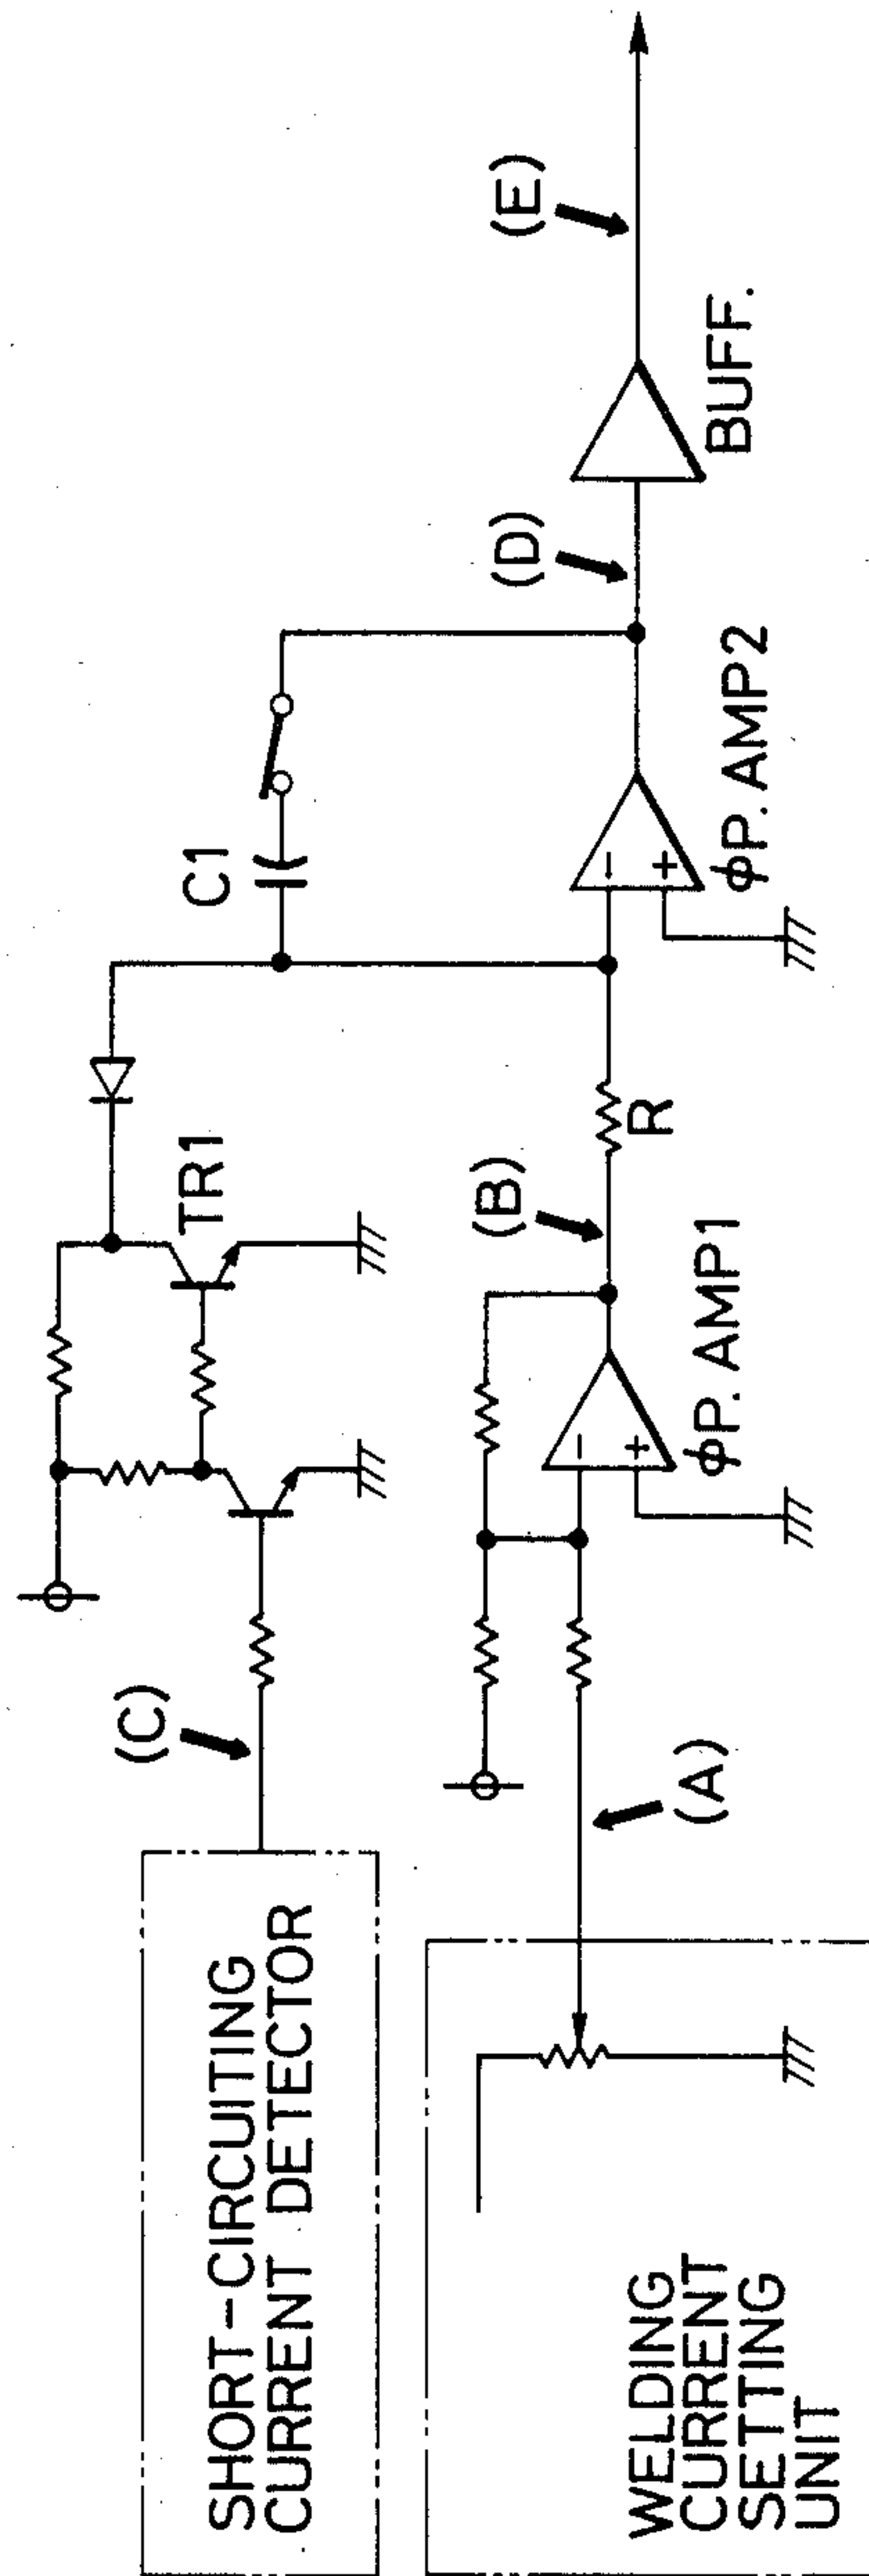 SHORT-CIRCUITING
CURRENT DETECTOR
(C)
TR1
C1
WELDING
CURRENT
SETTING
UNIT
(A)
ϕP. AMP1
(B)
R
ϕP. AMP2
(D)
BUFF.
(E)